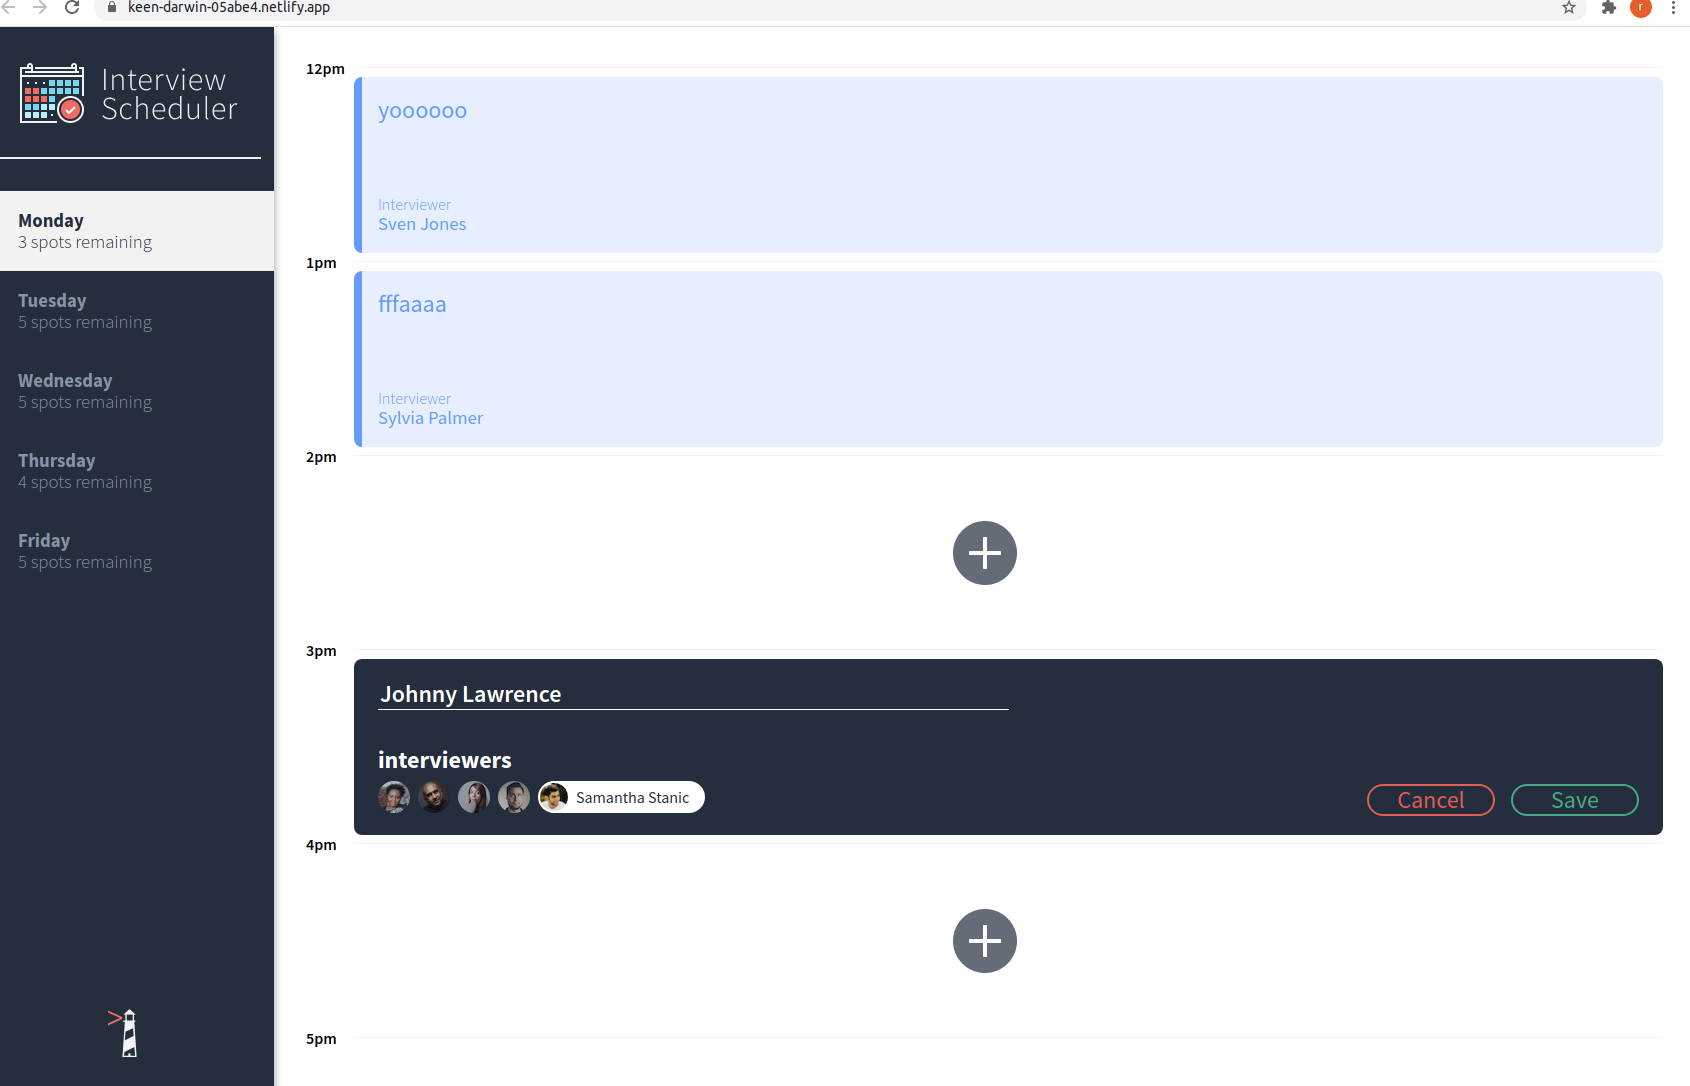 keen-darwin-05abe4.netlify.app
r
Interview
Scheduler
Monday
3 spots remaining
Tuesday
5 spots remaining
Wednesday
5 spots remaining
Thursday
4 spots remaining
Friday
5 spots remaining
12pm
yoooooo
Interviewer
Sven Jones
1pm
fffaaaa
Interviewer
Sylvia Palmer
2pm
3pm
Johnny Lawrence
interviewers
Samantha Stanic
Cancel
Save
4pm
5pm